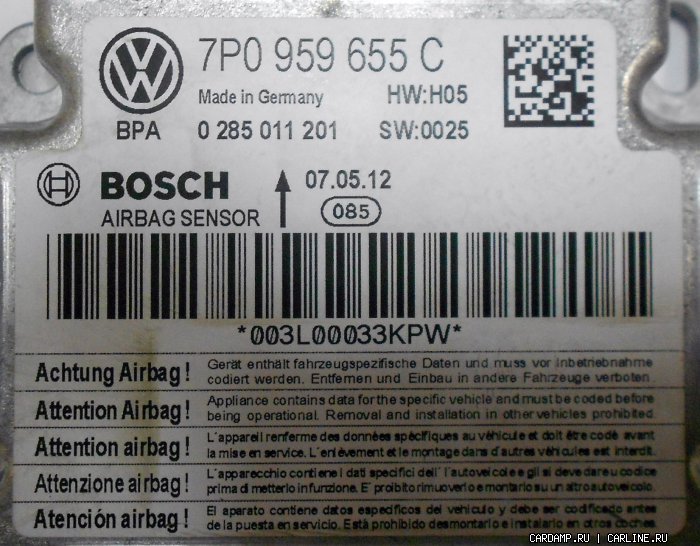 7P0 959 655 C
Made in Germany HW:H05
BPA 0 285 011 201 SW:0025
BOSCH 07.05.12
AIRBAG SENSOR 085
*003L00033KPW*
Achtung Airbag! Gerät enthält fahrzeugspezifische Daten und muss vor Inbetriebnahme
codiert werden. Entfernen und Einbau in andere Fahrzeuge verboten.
Attention Airbag! Appliance contains data for the specific vehicle and must be coded before
being operational. Removal and installation in other vehicles prohibited.
Attention airbag! L'appareil renferme des données spécifiques au véhicule et doit être codé avant
la mise en service. L'enlèvement et le montage dans d'autres véhicules est interdit.
Attenzione airbag! L'apparecchio contiene i dati specifici dell' l'autoveicolo e gli si deve dare u codice
prima di metterlo in funzione. E' proibito rimuoverlo e montarlo su un altro autoveicolo.
Atención airbag! El aparato contiene datos específicos del vehículo y debe ser codificado antes
de la puesta en servicio. Está prohibido desmontarlo e instalarlo en otros coches.
CARDAMP.RU | CARLINE.RU